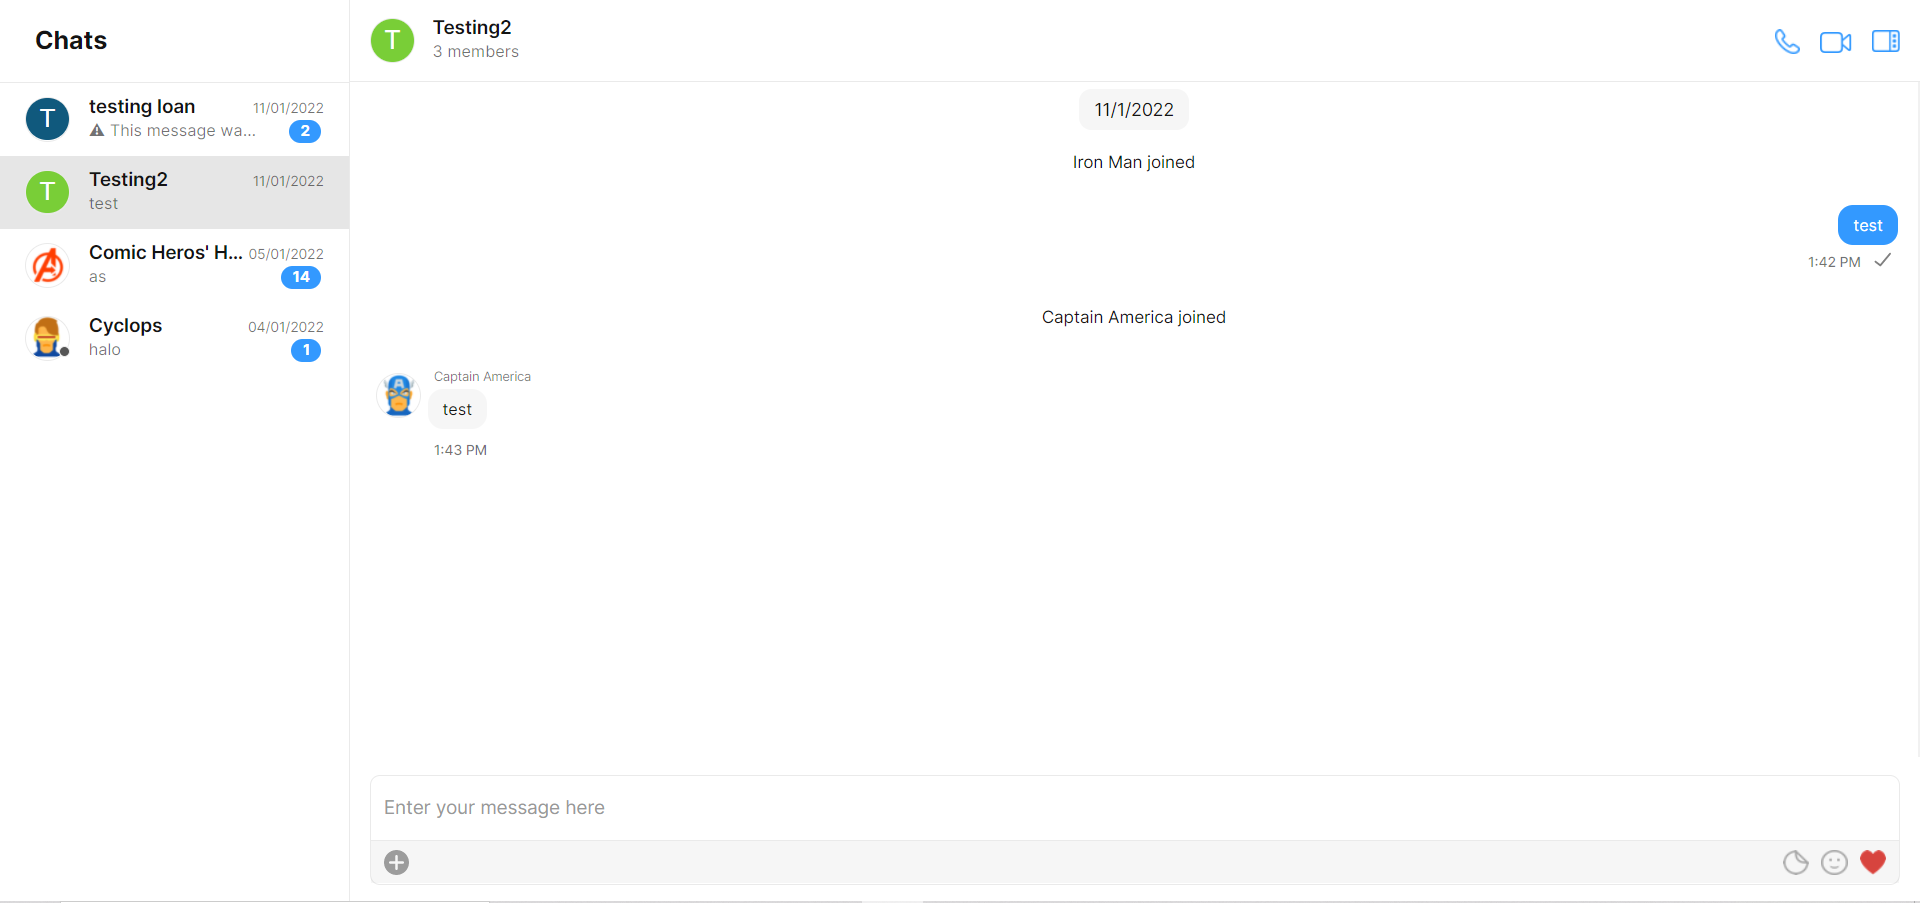 Chats
T
testing loan
11/01/2022
This message wa...
2
T
Testing2
11/01/2022
test
Comic Heros' H...
05/01/2022
as
14
Cyclops
04/01/2022
halo
1
T
Testing2
3 members
11/1/2022
Iron Man joined
test
1:42 PM
Captain America joined
Captain America
test
1:43 PM
Enter your message here